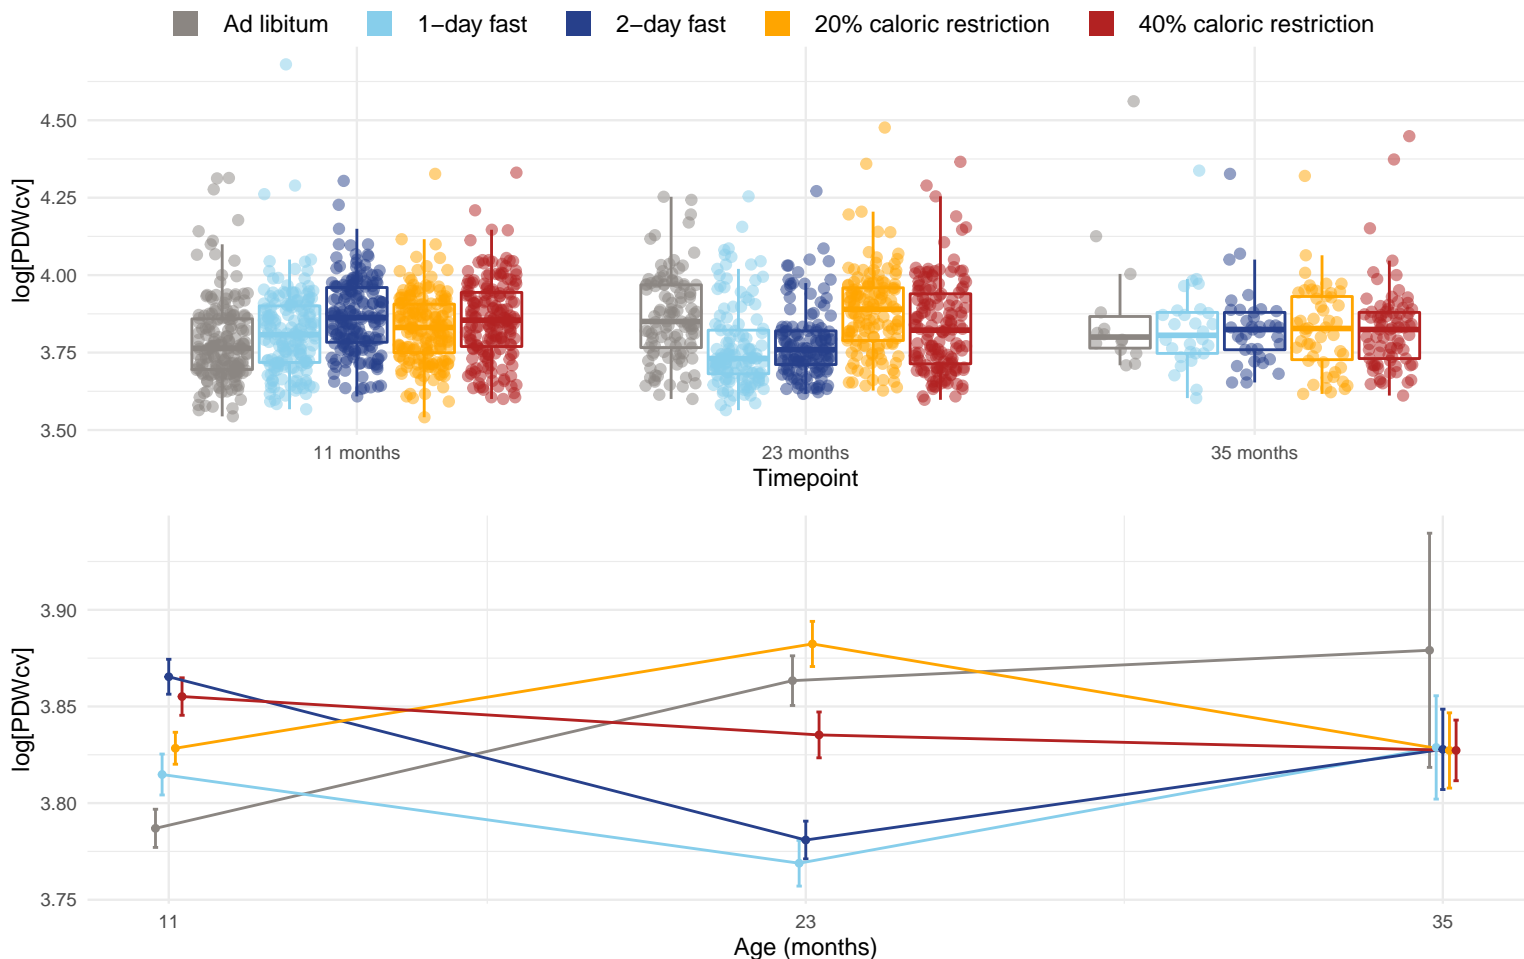 Ad libitum 1−day fast 2−day fast 20% caloric restriction 40% caloric restriction
log[PDWcv]
4.50
4.25
4.00
3.75
3.50
11 months 23 months 35 months
Timepoint
log[PDWcv]
3.90
3.85
3.80
3.75
11 23 35
Age (months)